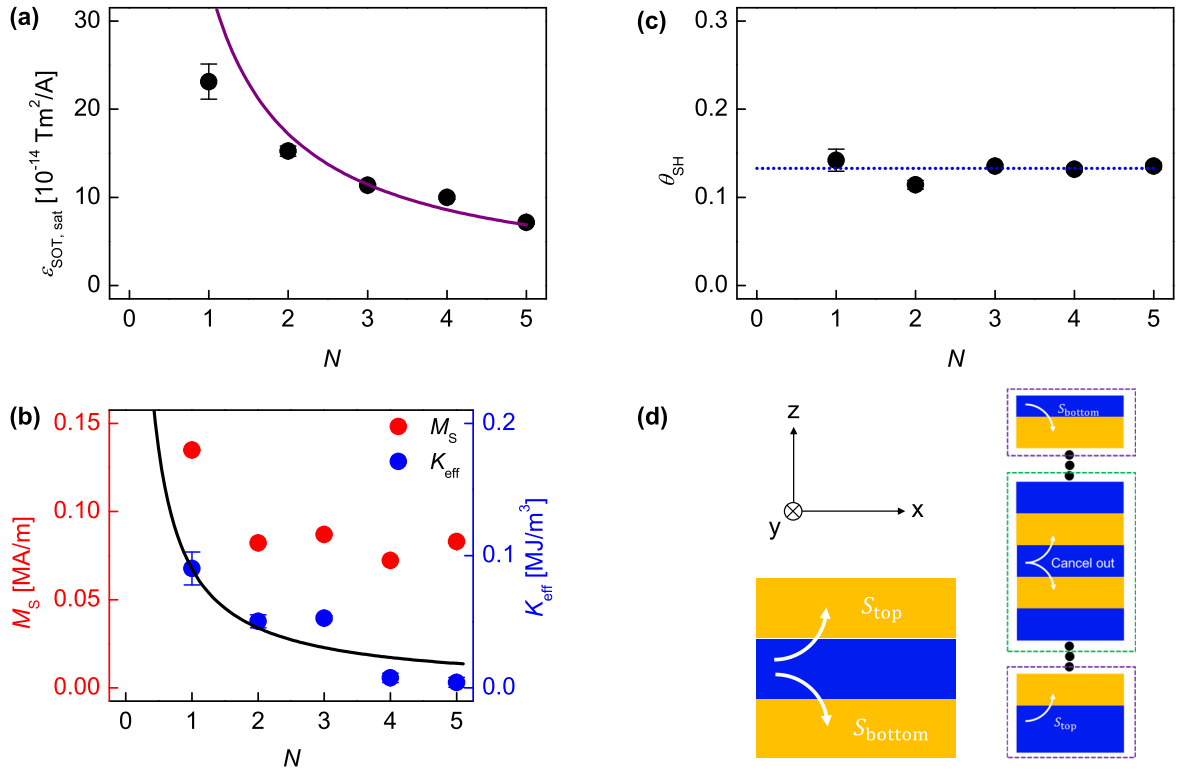 (a)
30
20
10
0
ε_SOT, sat [10^-14 Tm^2/A]
0 1 2 3 4 5
N
(c)
0.3
0.2
0.1
0.0
θ_SH
0 1 2 3 4 5
N
(b)
0.15
0.10
0.05
0.00
M_S [MA/m]
M_S
K_eff
0.2
0.1
0.0
K_eff [MJ/m^3]
0 1 2 3 4 5
N
(d)
z
x
y
S_top
S_bottom
S_bottom
Cancel out
S_top